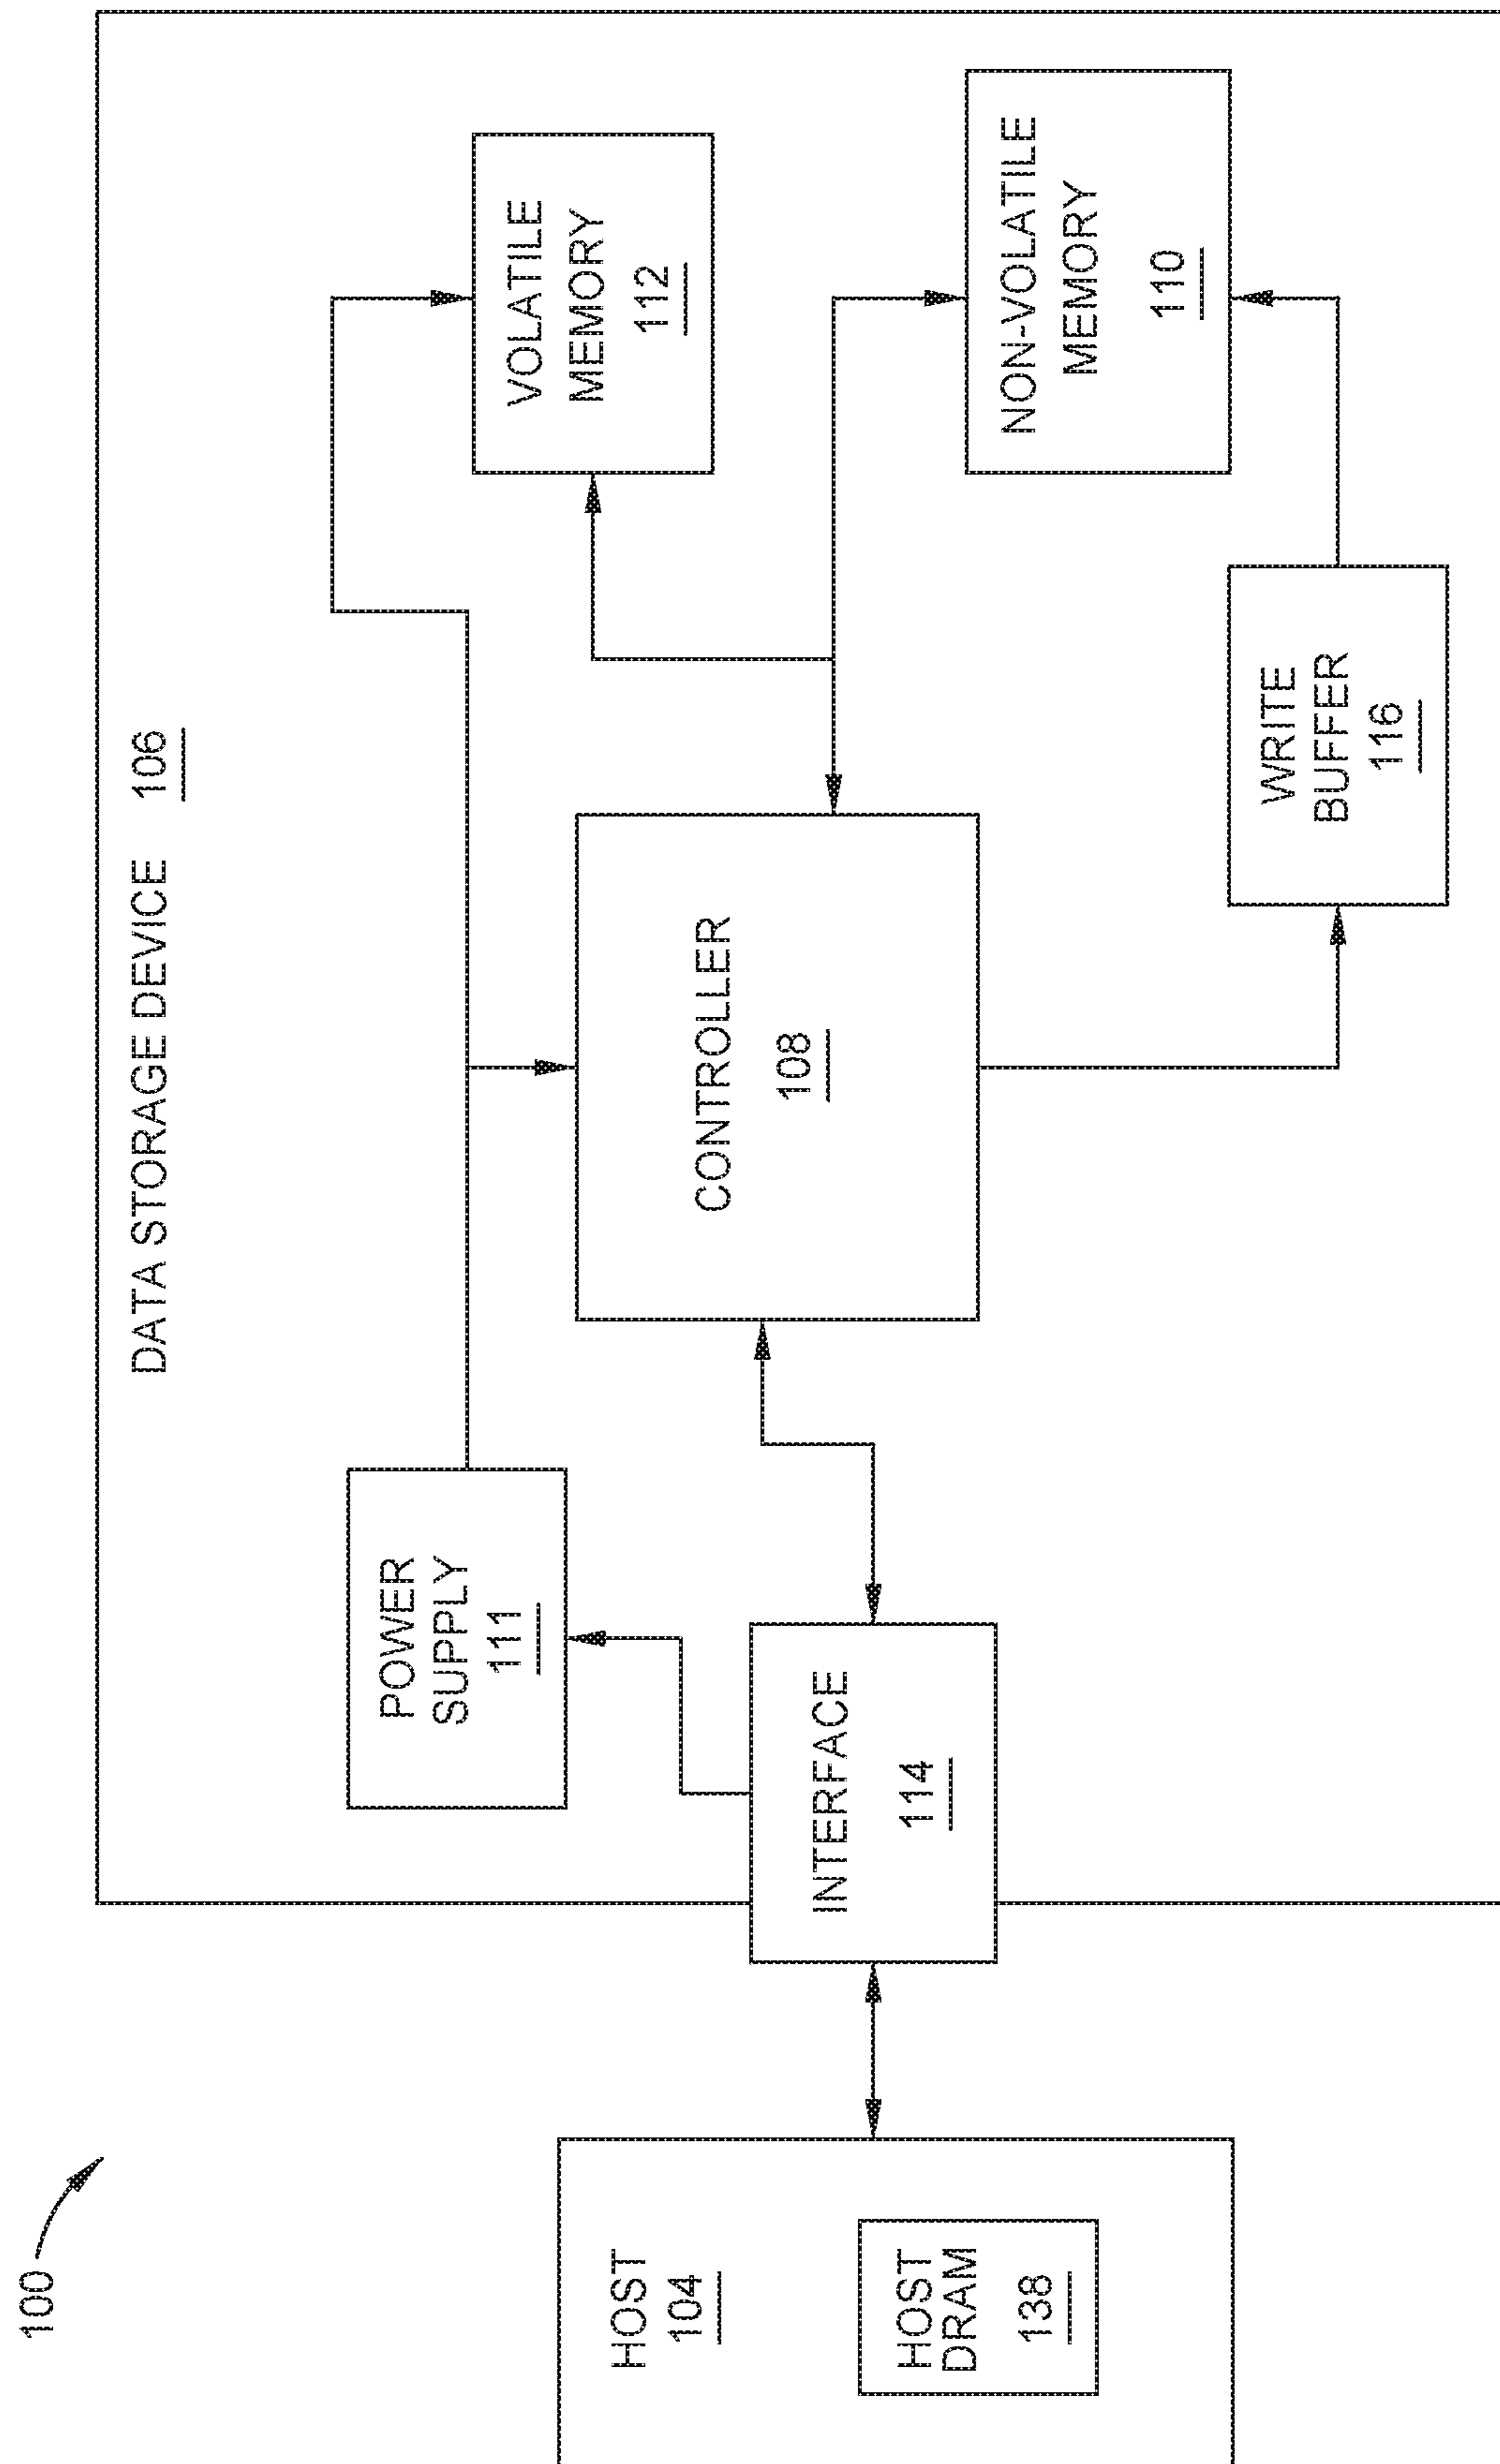 100
DATA STORAGE DEVICE 106
HOST
104
HOST
DRAM
138
INTERFACE
114
POWER
SUPPLY
111
CONTROLLER
108
VOLATILE
MEMORY
112
NON-VOLATILE
MEMORY
110
WRITE
BUFFER
116